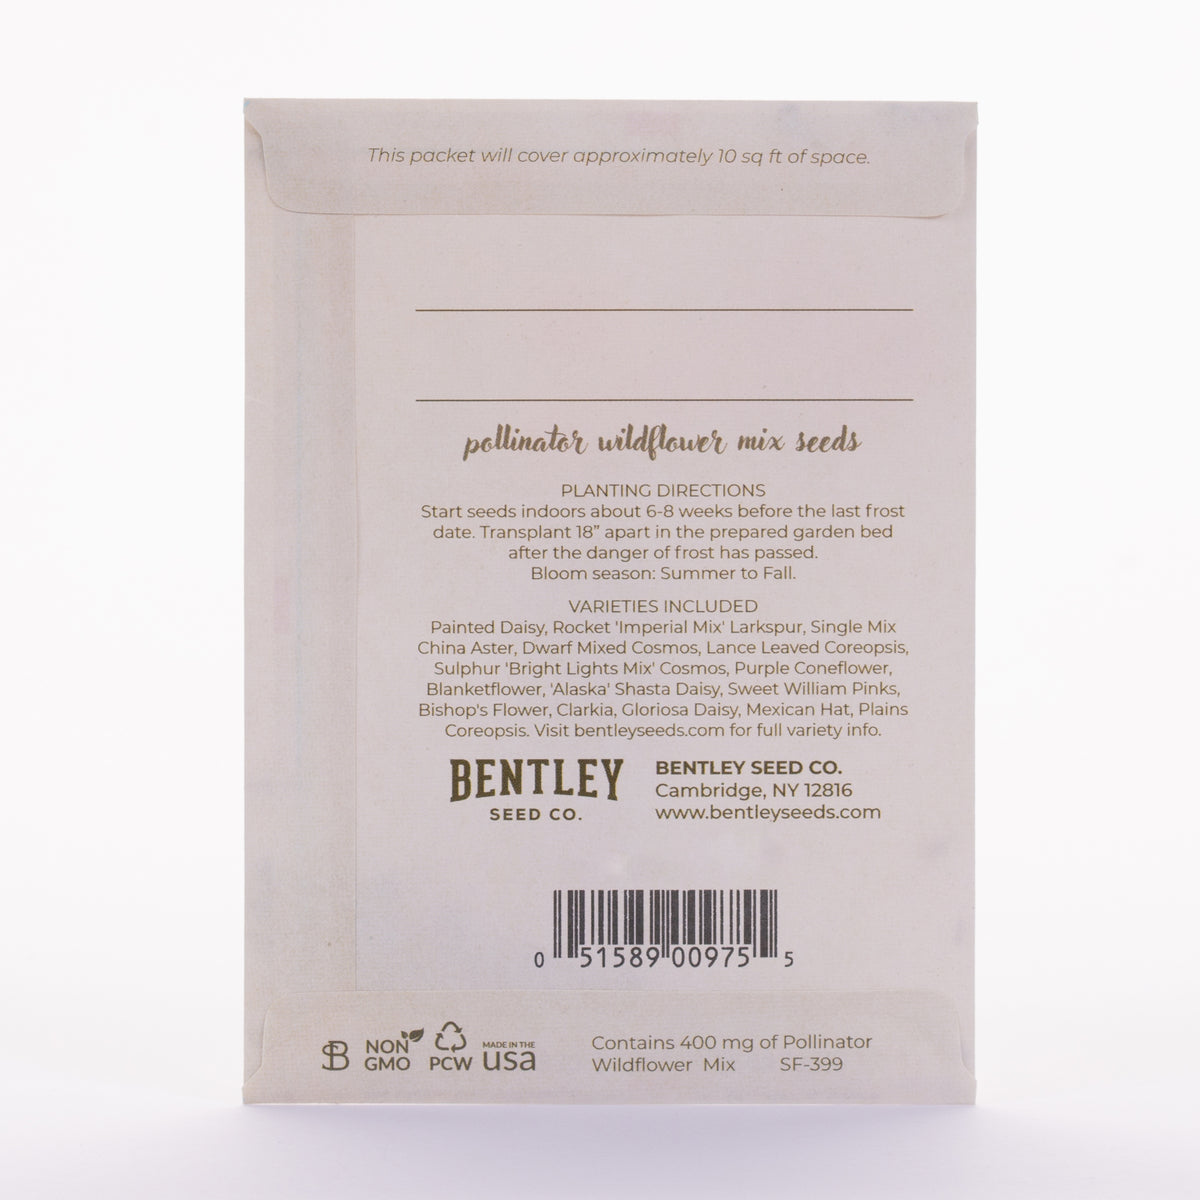 This packet will cover approximately 10 sq ft of space.
pollinator wildflower mix seeds
PLANTING DIRECTIONS
Start seeds indoors about 6-8 weeks before the last frost
date. Transplant 18” apart in the prepared garden bed
after the danger of frost has passed.
Bloom season: Summer to Fall.
VARIETIES INCLUDED
Painted Daisy, Rocket 'Imperial Mix' Larkspur, Single Mix
China Aster, Dwarf Mixed Cosmos, Lance Leaved Coreopsis,
Sulphur 'Bright Lights Mix' Cosmos, Purple Coneflower,
Blanketflower, 'Alaska' Shasta Daisy, Sweet William Pinks,
Bishop's Flower, Clarkia, Gloriosa Daisy, Mexican Hat, Plains
Coreopsis. Visit bentleyseeds.com for full variety info.
BENTLEY
SEED CO.
BENTLEY SEED CO.
Cambridge, NY 12816
www.bentleyseeds.com
0 51589 00975 5
SB
NON
GMO
PCW
MADE IN THE
usa
Contains 400 mg of Pollinator
Wildflower Mix SF-399